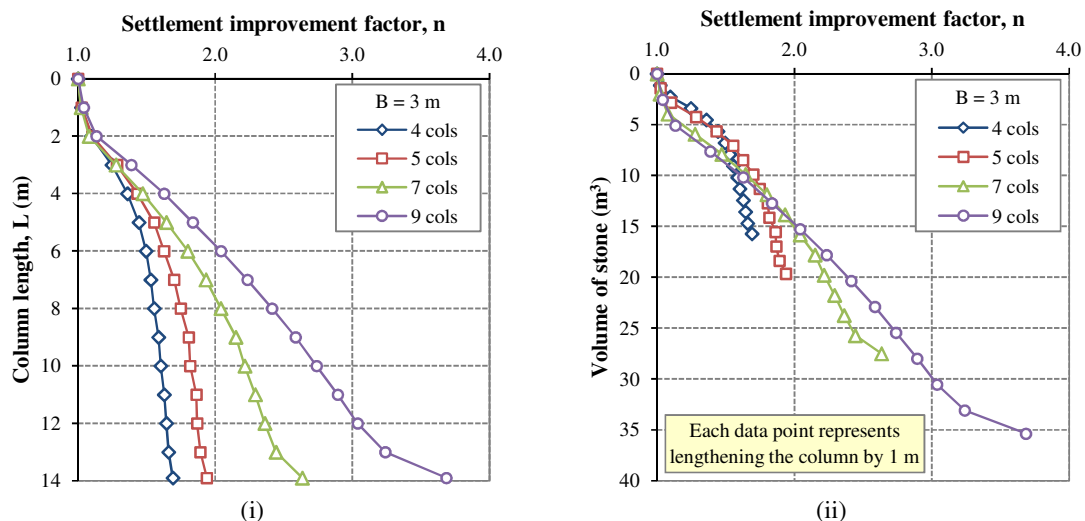 Settlement improvement factor, n
1.0 2.0 3.0 4.0
Column length, L (m)
0
2
4
6
8
10
12
14
B = 3 m
4 cols
5 cols
7 cols
9 cols
(i)
Settlement improvement factor, n
1.0 2.0 3.0 4.0
Volume of stone (m³)
0
5
10
15
20
25
30
35
40
B = 3 m
4 cols
5 cols
7 cols
9 cols
Each data point represents
lengthening the column by 1 m
(ii)